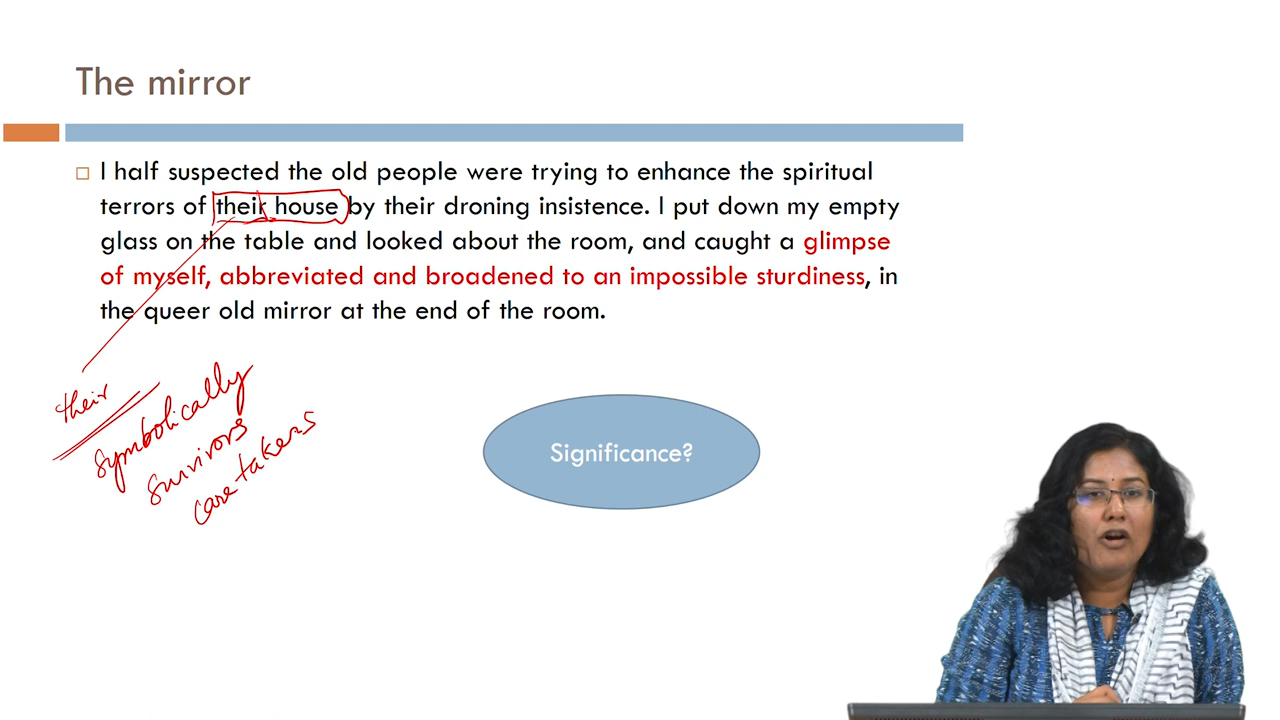 The mirror
I half suspected the old people were trying to enhance the spiritual
terrors of their house by their droning insistence. I put down my empty
glass on the table and looked about the room, and caught a glimpse
of myself, abbreviated and broadened to an impossible sturdiness, in
the queer old mirror at the end of the room.
their
symbolically
survivors
caretakers
Significance?